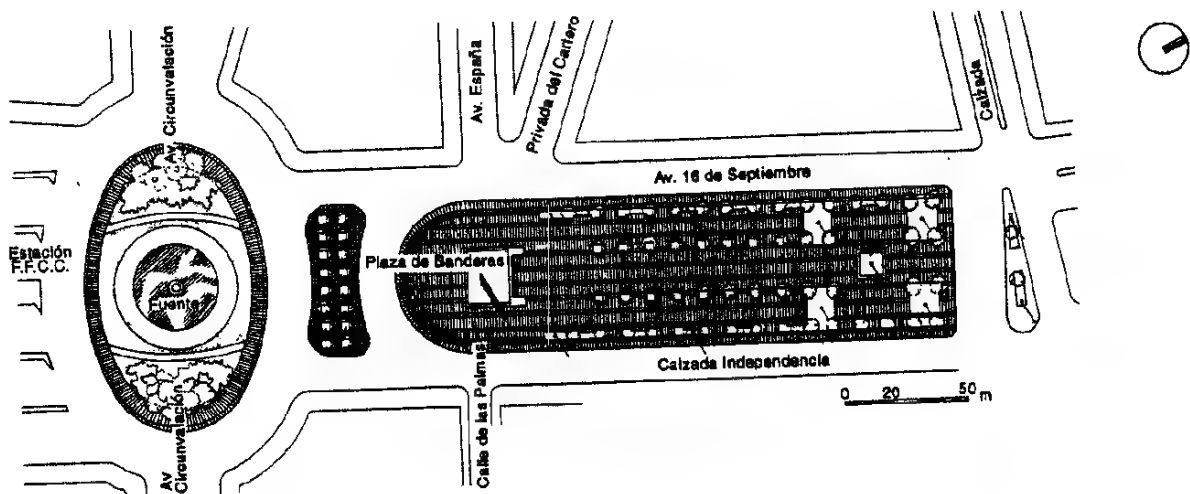 Av. Circunvalación
Av. España
Privada del Cartero
Calzada
Av. 16 de Septiembre
Estación
F.F.C.C.
Plaza de Banderas
Fuente
Calzada Independencia
0 20 50 m
Calle de las Palmas
Av
Circunvalación